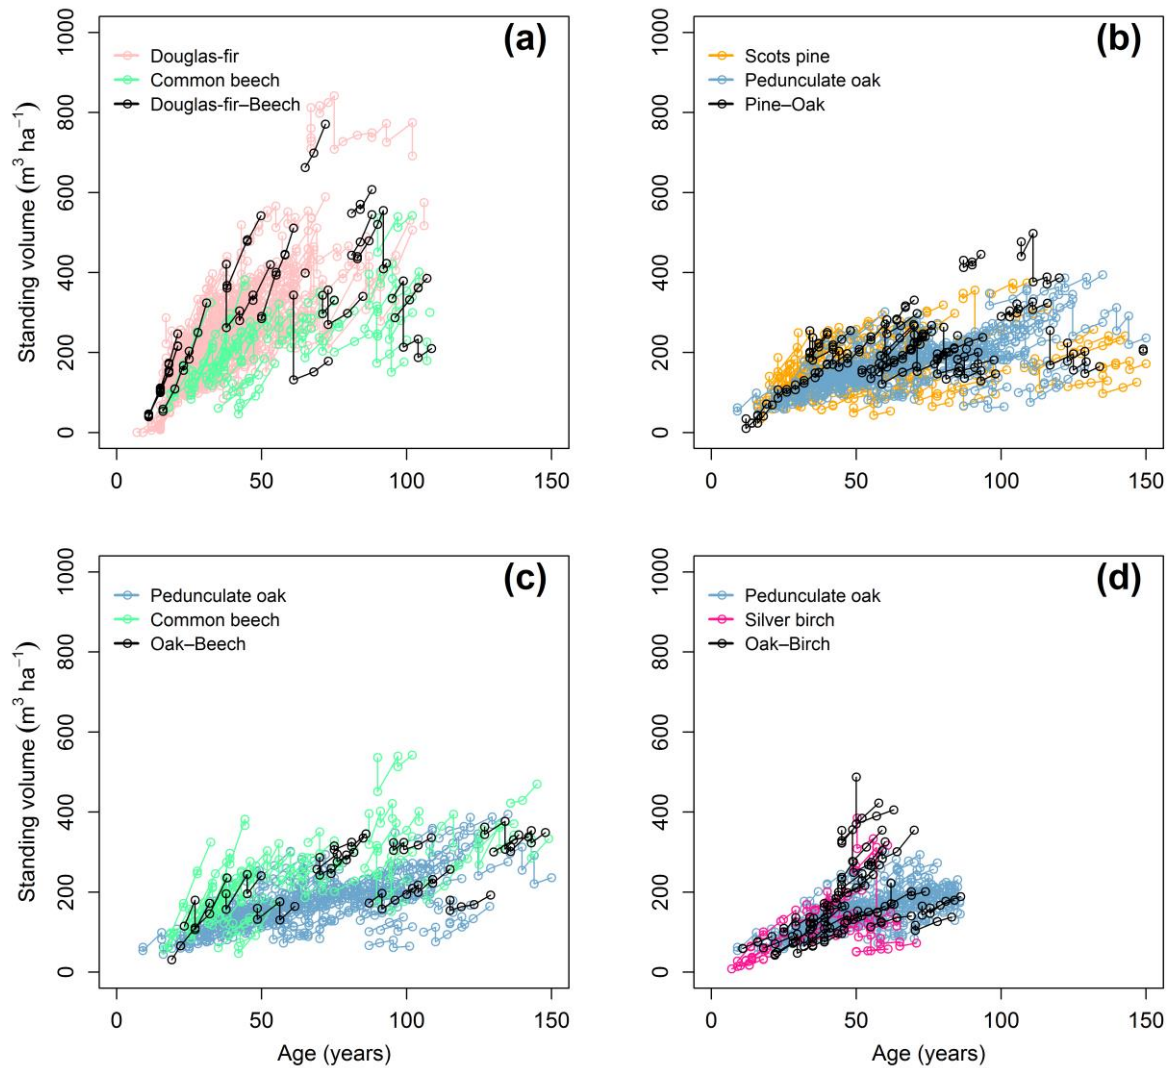 (a)
Douglas-fir
Common beech
Douglas-fir–Beech
Standing volume (m³ ha⁻¹)
1000
800
600
400
200
0
0 50 100 150
(b)
Scots pine
Pedunculate oak
Pine–Oak
1000
800
600
400
200
0
0 50 100 150
(c)
Pedunculate oak
Common beech
Oak–Beech
Standing volume (m³ ha⁻¹)
1000
800
600
400
200
0
0 50 100 150
Age (years)
(d)
Pedunculate oak
Silver birch
Oak–Birch
1000
800
600
400
200
0
0 50 100 150
Age (years)